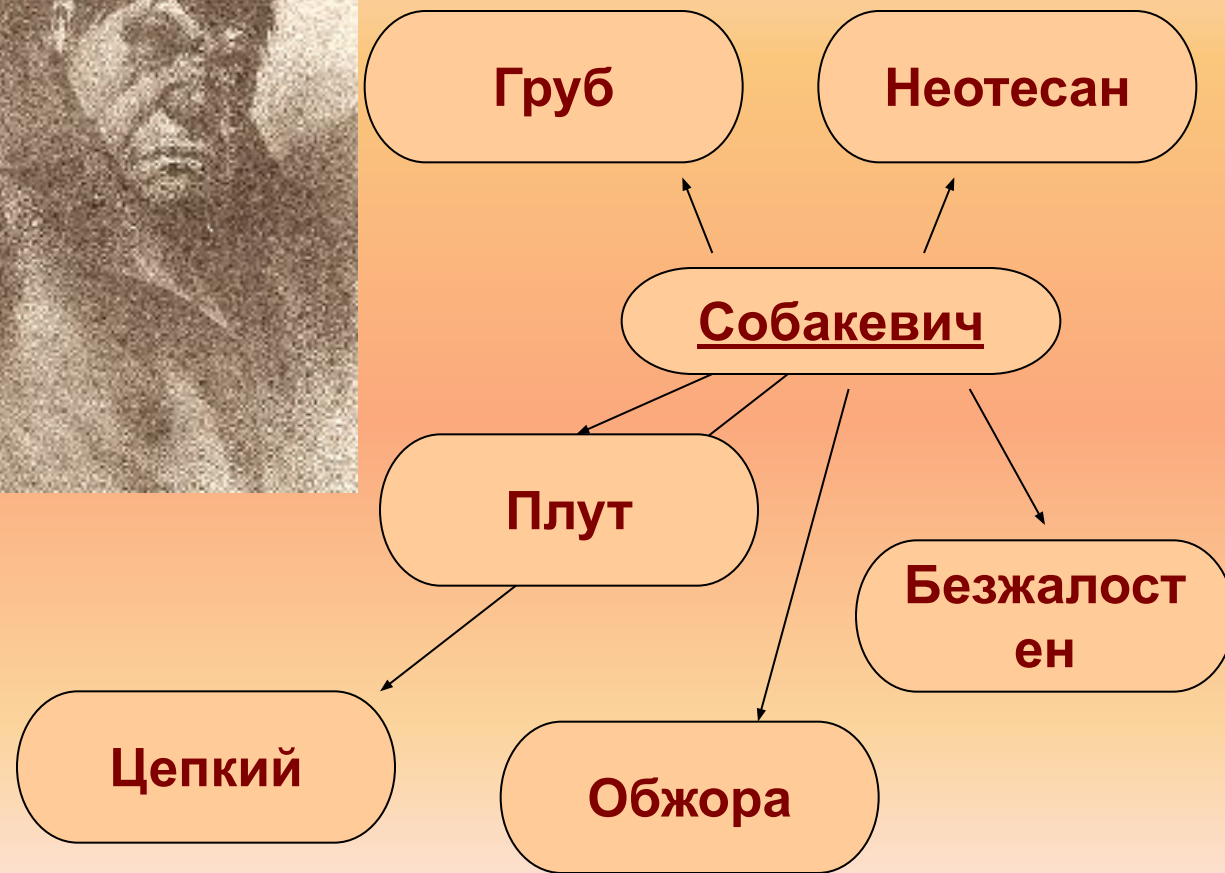 Груб
Неотесан
Собакевич
Плут
Безжалост
ен
Цепкий
Обжора